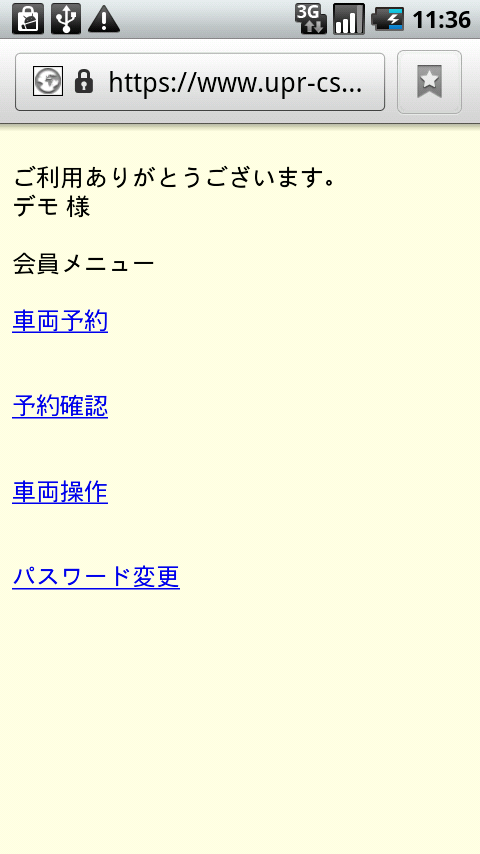 3G
11:36
https://www.upr-cs...
ご利用ありがとうございます。
デモ 様
会員メニュー
車両予約
予約確認
車両操作
パスワード変更